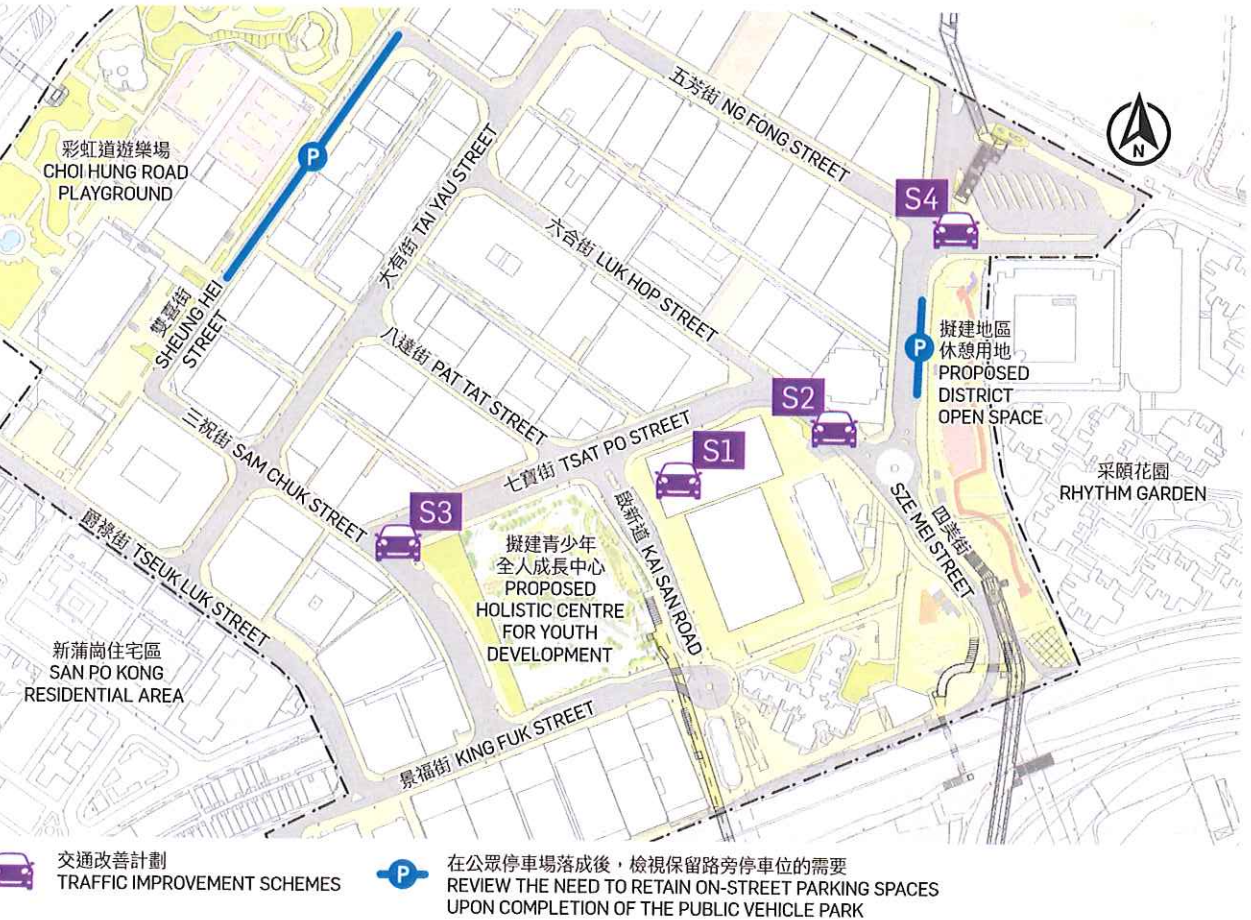 五芳街 NG FONG STREET
彩虹道遊樂場
CHOI HUNG ROAD
PLAYGROUND
P
大有街 TAI YAU STREET
N
S4
六合街 LUK HOP STREET
雙喜街
SHEUNG HEI
STREET
八達街 PAT TAT STREET
P
擬建地區
休憩用地
PROPOSED
DISTRICT
OPEN SPACE
S2
三祝街 SAM CHUK STREET
七寶街 TSAT PO STREET
S1
采頤花園
RHYTHM GARDEN
四美街
SZE MEI STREET
S3
爵祿街 TSEUK LUK STREET
擬建青少年
全人成長中心
PROPOSED
HOLISTIC CENTRE
FOR YOUTH
DEVELOPMENT
啟新道 KAI SAN ROAD
新蒲崗住宅區
SAN PO KONG
RESIDENTIAL AREA
景福街 KING FUK STREET
交通改善計劃
TRAFFIC IMPROVEMENT SCHEMES
P
在公眾停車場落成後，檢視保留路旁停車位的需要
REVIEW THE NEED TO RETAIN ON-STREET PARKING SPACES
UPON COMPLETION OF THE PUBLIC VEHICLE PARK